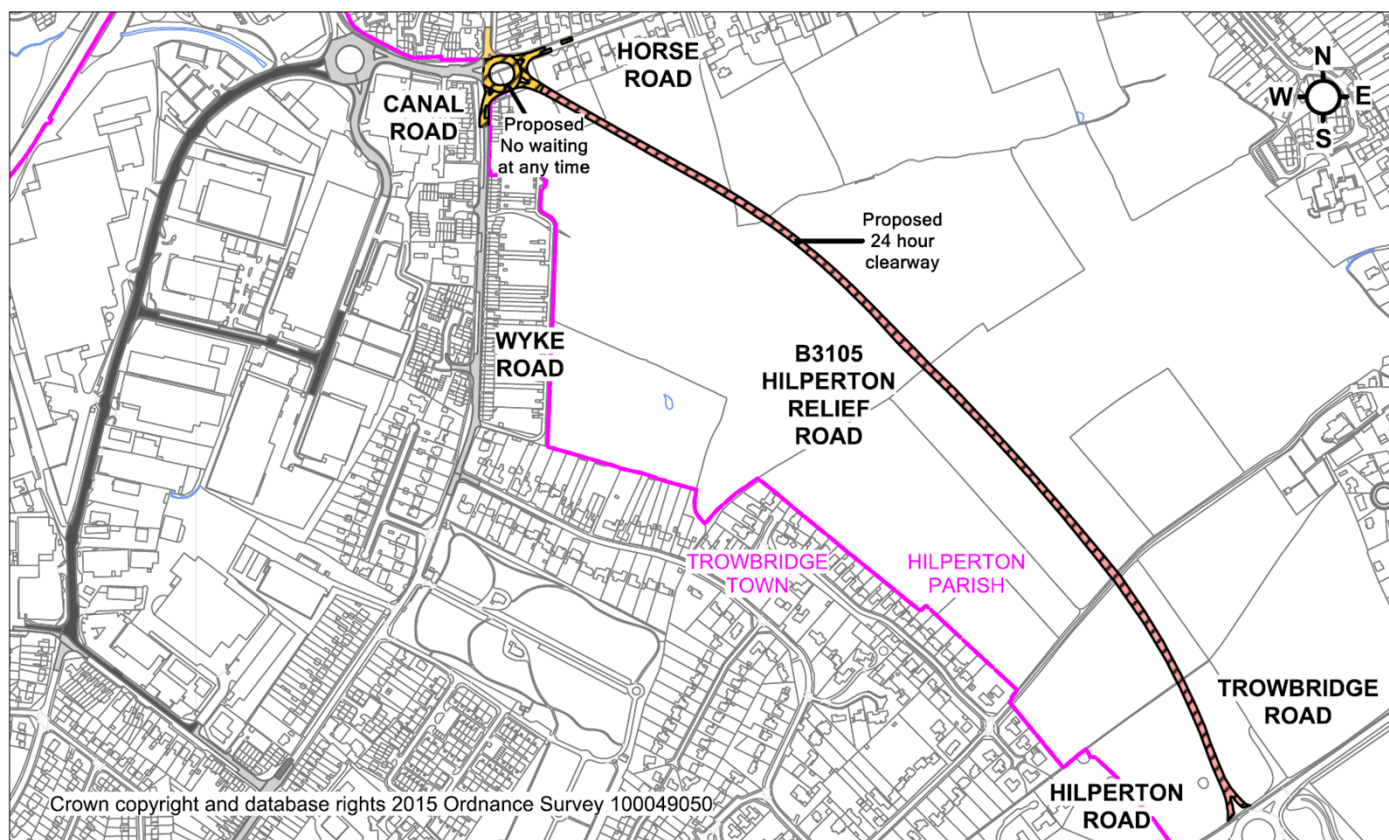 HORSE
ROAD
N
W
E
S
CANAL
ROAD
Proposed
No waiting
at any time
Proposed
24 hour
clearway
WYKE
ROAD
B3105
HILPERTON
RELIEF
ROAD
TROWBRIDGE
TOWN
HILPERTON
PARISH
TROWBRIDGE
ROAD
HILPERTON
ROAD
Crown copyright and database rights 2015 Ordnance Survey 100049050